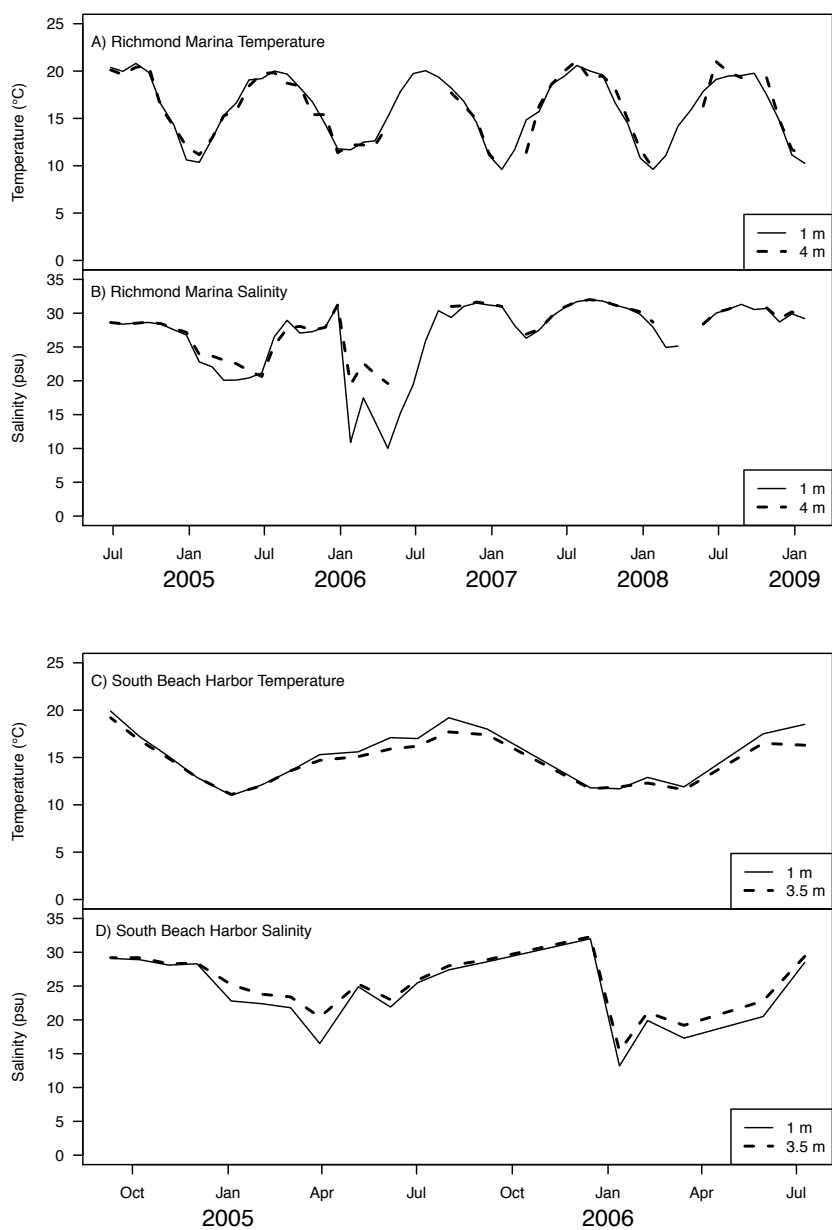 A) Richmond Marina Temperature
Temperature (°C)
25
20
15
10
5
0
1 m
4 m
B) Richmond Marina Salinity
Salinity (psu)
35
30
25
20
15
10
5
0
1 m
4 m
Jul Jan Jul Jan Jul Jan Jul Jan Jul Jan
2005 2006 2007 2008 2009
C) South Beach Harbor Temperature
Temperature (°C)
25
20
15
10
5
0
1 m
3.5 m
D) South Beach Harbor Salinity
Salinity (psu)
35
30
25
20
15
10
5
0
1 m
3.5 m
Oct Jan Apr Jul Oct Jan Apr Jul
2005 2006